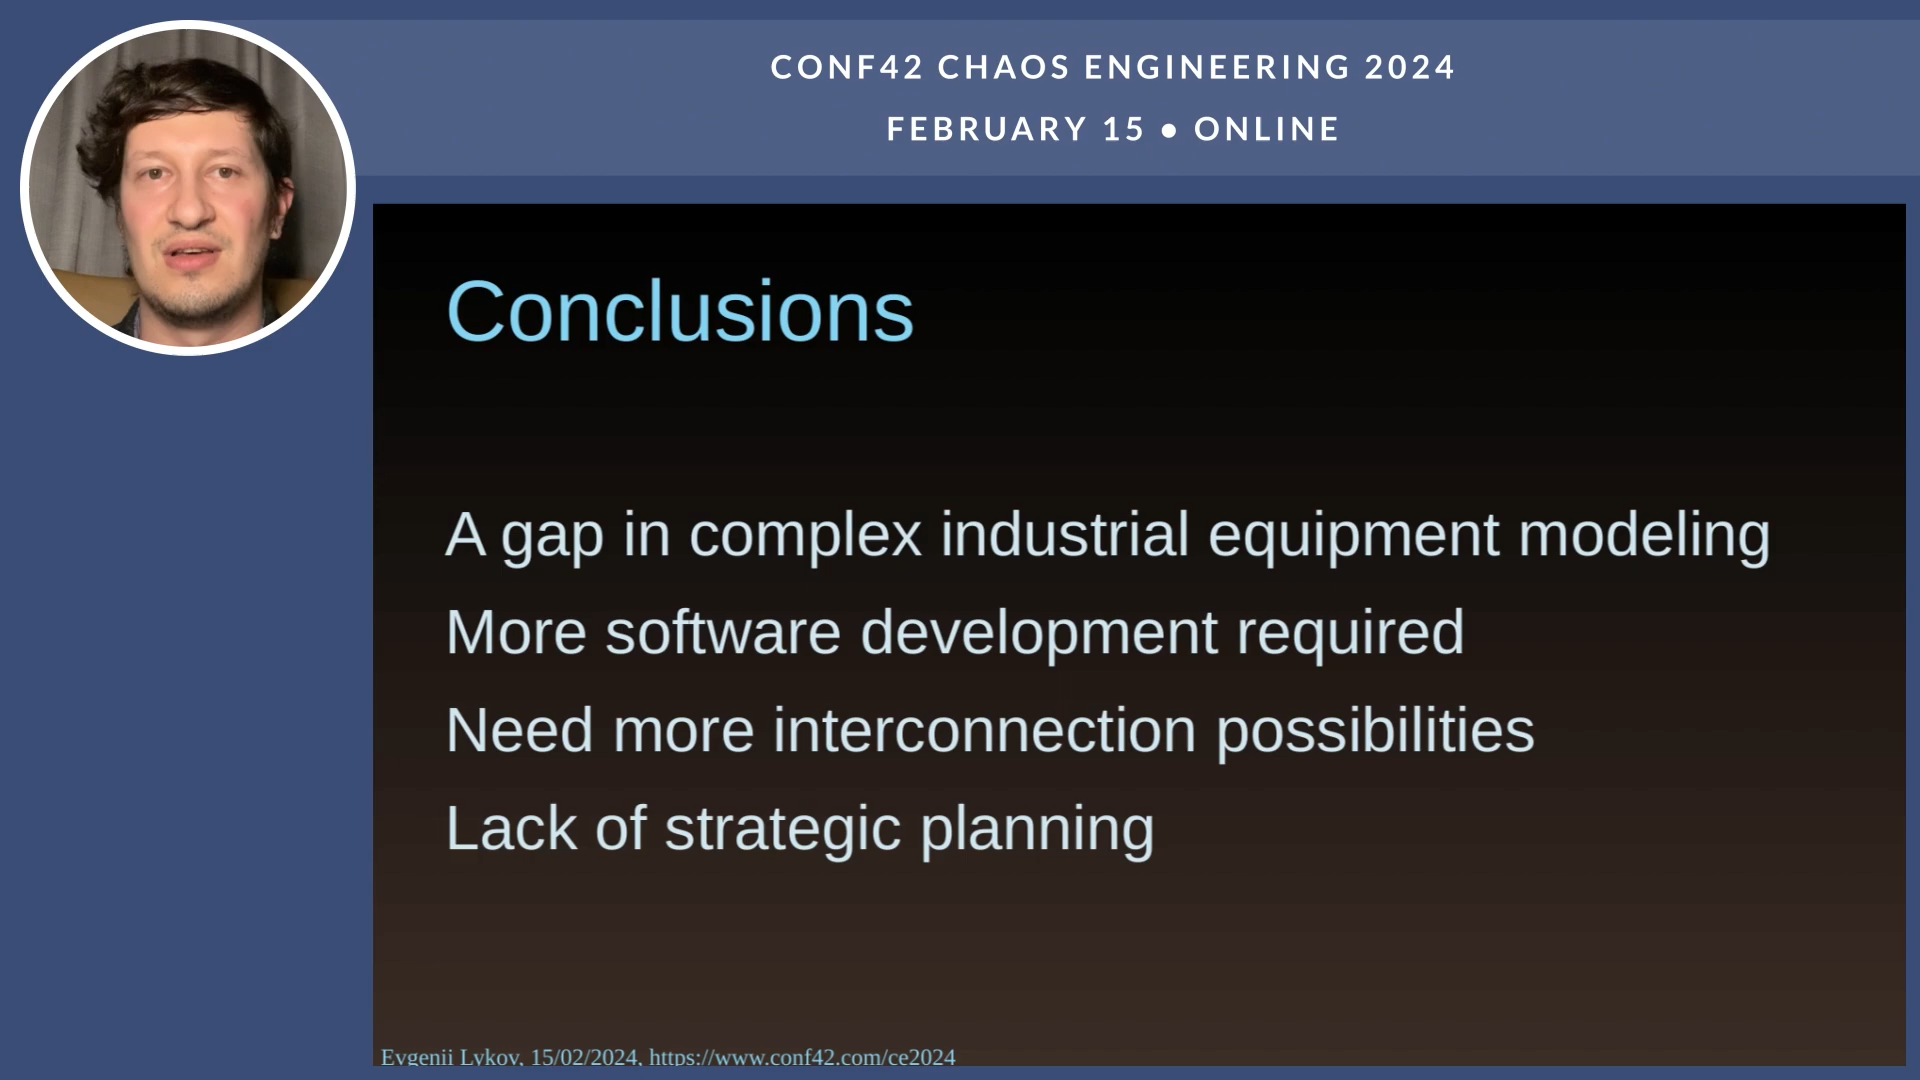 CONF42 CHAOS ENGINEERING 2024
FEBRUARY 15 • ONLINE
Conclusions
A gap in complex industrial equipment modeling
More software development required
Need more interconnection possibilities
Lack of strategic planning
Evgenii Lykov, 15/02/2024, https://www.conf42.com/ce2024